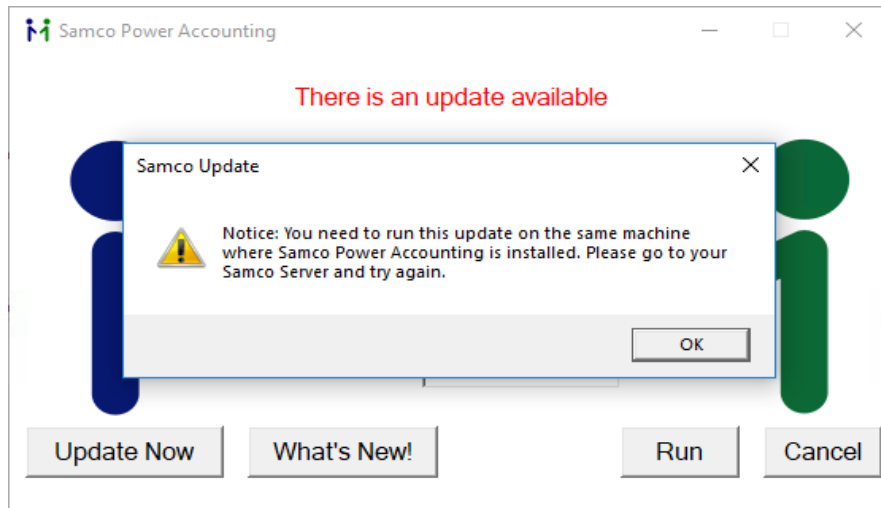 Samco Power Accounting
There is an update available
Samco Update
Notice: You need to run this update on the same machine
where Samco Power Accounting is installed. Please go to your
Samco Server and try again.
OK
Update Now
What's New!
Run
Cancel